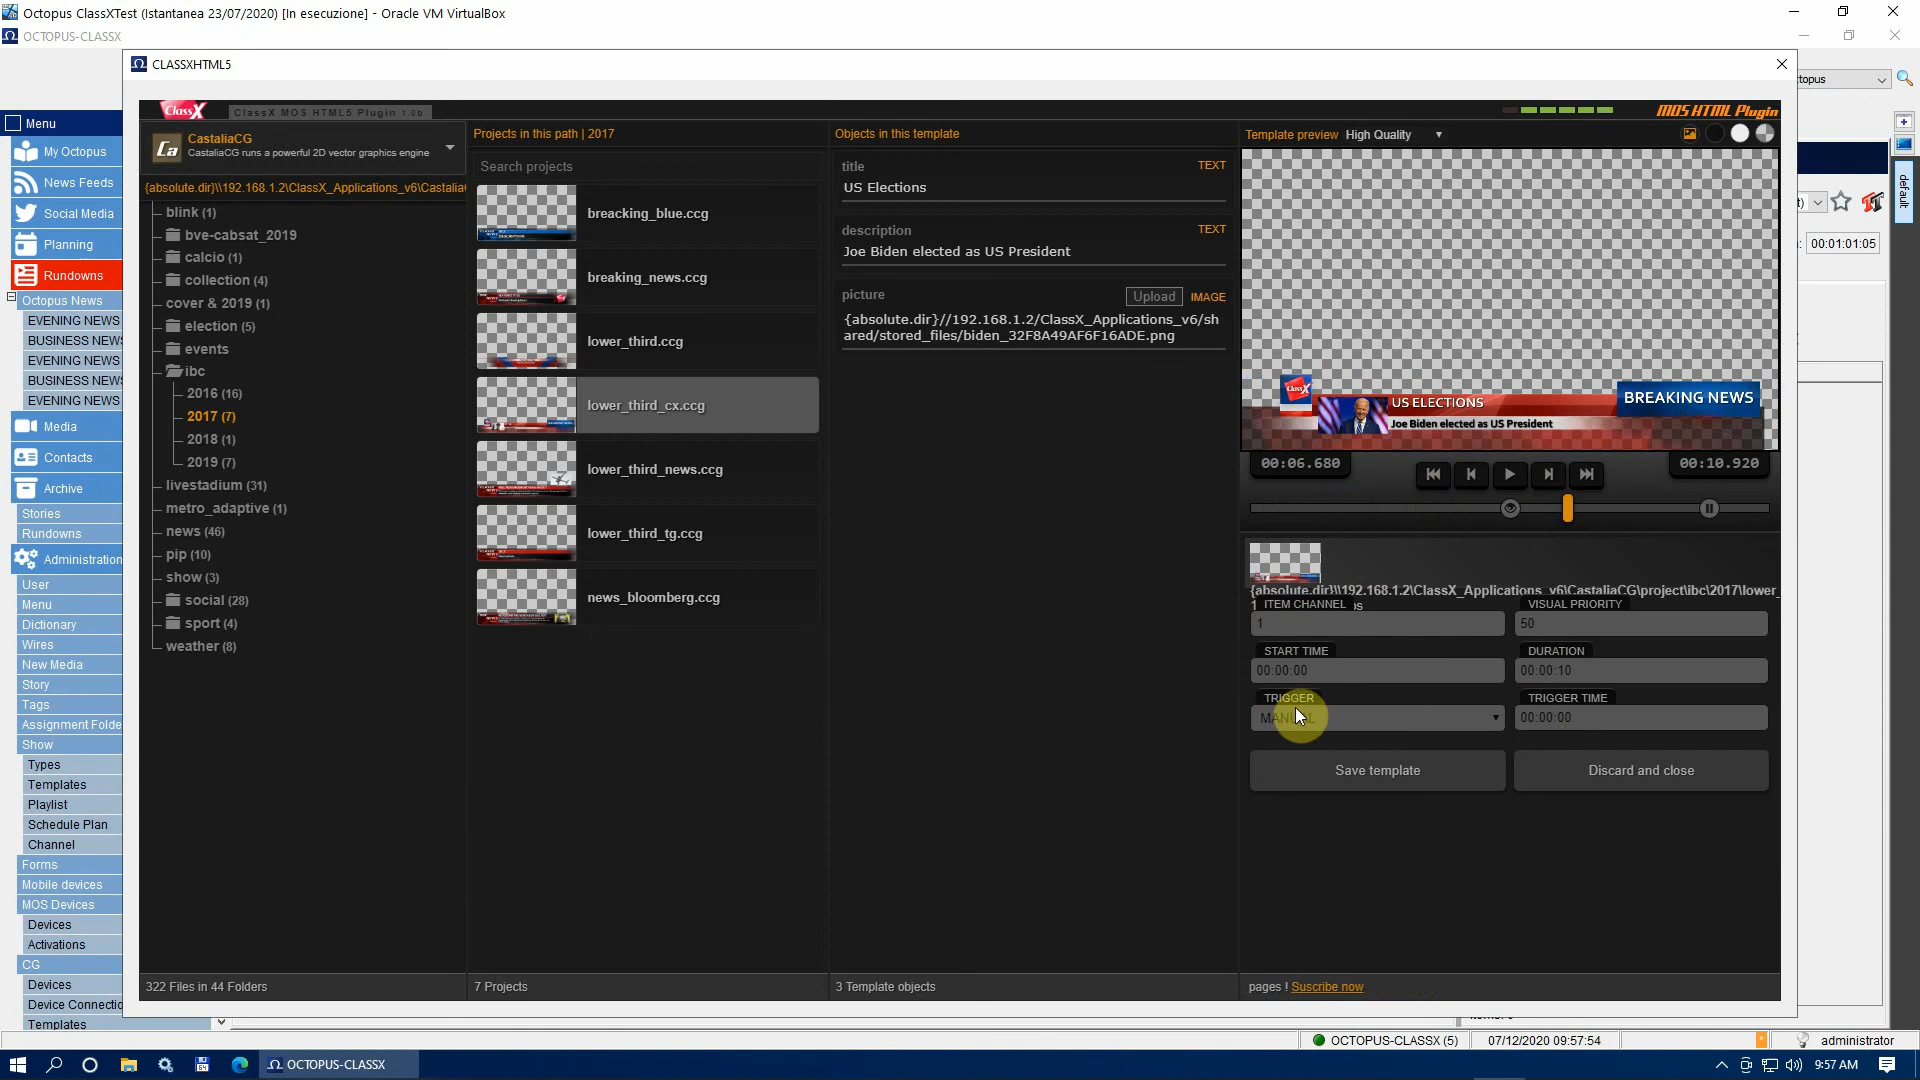 Octopus ClassXTest (Istantanea 23/07/2020) [In esecuzione] - Oracle VM VirtualBox
OCTOPUS-CLASSX
CLASSXHTML5
ctopus
Menu
My Octopus
News Feeds
Social Media
Planning
Rundowns
Octopus News
EVENING NEWS
BUSINESS NEWS
EVENING NEWS
BUSINESS NEWS
EVENING NEWS
Media
Contacts
Archive
Stories
Rundowns
Administration
User
Menu
Dictionary
Wires
New Media
Story
Tags
Assignment Folde
Show
Types
Templates
Playlist
Schedule Plan
Channel
Forms
Mobile devices
MOS Devices
Devices
Activations
CG
Devices
Device Connectio
Templates
ClassX
ClassX MOS HTML5 Plugin 1.0b
MOS HTML Plugin
Ca
CastaliaCG
CastaliaCG runs a powerful 2D vector graphics engine
{absolute.dir}\\192.168.1.2\ClassX_Applications_v6\Castalia
blink (1)
bve-cabsat_2019
calcio (1)
collection (4)
cover & 2019 (1)
election (5)
events
ibc
2016 (16)
2017 (7)
2018 (1)
2019 (7)
livestadium (31)
metro_adaptive (1)
news (46)
pip (10)
show (3)
social (28)
sport (4)
weather (8)
322 Files in 44 Folders
Projects in this path | 2017
Search projects
breacking_blue.ccg
breaking_news.ccg
lower_third.ccg
lower_third_cx.ccg
lower_third_news.ccg
lower_third_tg.ccg
news_bloomberg.ccg
7 Projects
Objects in this template
title TEXT
US Elections
description TEXT
Joe Biden elected as US President
picture Upload IMAGE
{absolute.dir}//192.168.1.2/ClassX_Applications_v6/sh
ared/stored_files/biden_32F8A49AF6F16ADE.png
3 Template objects
Template preview High Quality
ClassX
US ELECTIONS
Joe Biden elected as US President
BREAKING NEWS
00:06.680
00:10.920
{absolute.dir}\\192.168.1.2\ClassX_Applications_v6\CastaliaCG\project\ibc\2017\lower_
ITEM CHANNEL
VISUAL PRIORITY
1
50
START TIME
DURATION
00:00:00
00:00:10
TRIGGER
TRIGGER TIME
MANUAL
00:00:00
Save template
Discard and close
pages ! Suscribe now
default
00:01:01:05
OCTOPUS-CLASSX (5)
07/12/2020 09:57:54
administrator
OCTOPUS-CLASSX
9:57 AM